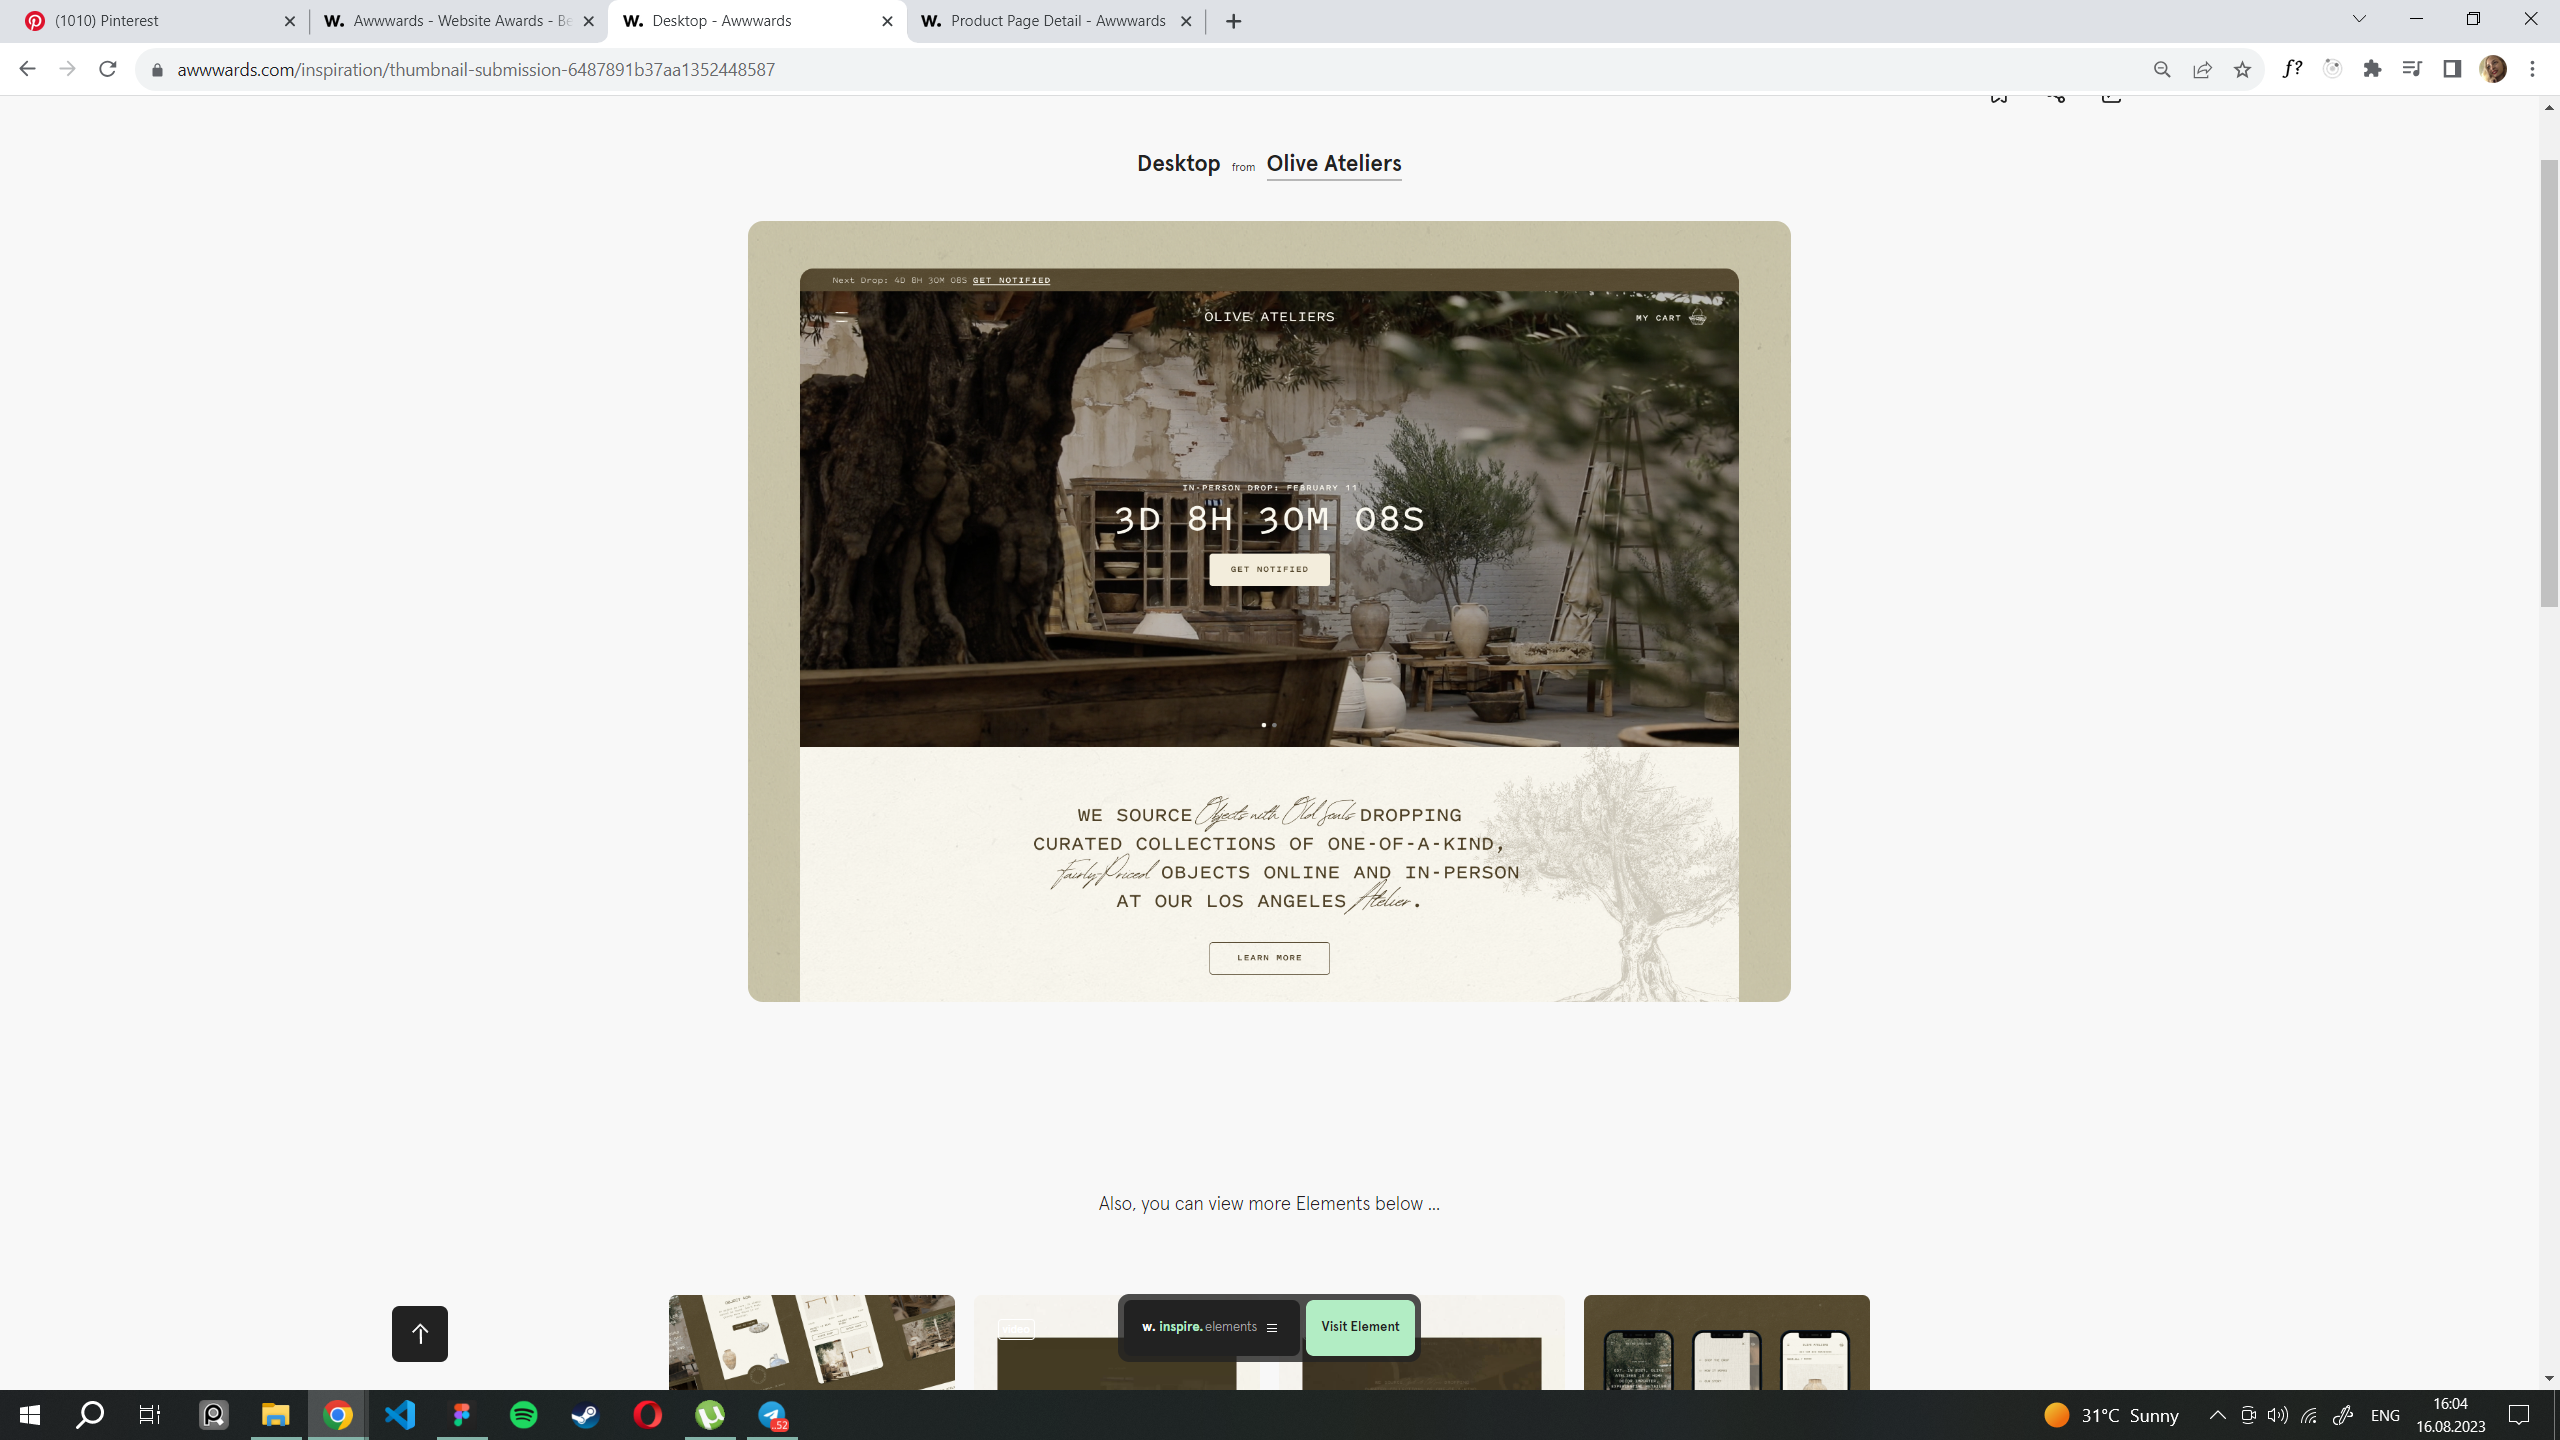 (1010) Pinterest
W. Awwwards - Website Awards - Be
W. Desktop - Awwwards
W. Product Page Detail - Awwwards
awwwards.com/inspiration/thumbnail-submission-6487891b37aa1352448587
f?
Desktop from Olive Ateliers
Next Drop: 4D 8H 30M 08S GET NOTIFIED
OLIVE ATELIERS
MY CART
IN-PERSON DROP: FEBRUARY 11
3D 8H 30M 08S
GET NOTIFIED
WE SOURCE Objects with Old Souls DROPPING
CURATED COLLECTIONS OF ONE-OF-A-KIND,
Fairly-Priced OBJECTS ONLINE AND IN-PERSON
AT OUR LOS ANGELES Atelier.
LEARN MORE
Also, you can view more Elements below ...
video
w. inspire. elements
Visit Element
..52
31°C Sunny
ENG
16:04
16.08.2023